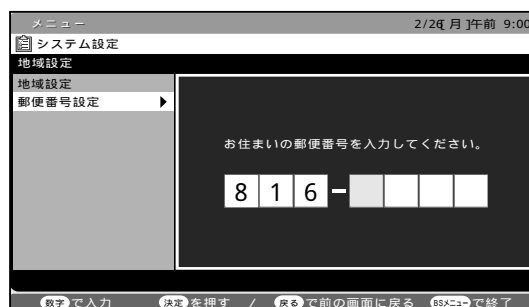 メニュー 2/26[月]午前 9:00
システム設定
地域設定
地域設定
郵便番号設定
お住まいの郵便番号を入力してください。
816-
数字で入力 決定を押す / 戻るで前の画面に戻る BSメニューで終了